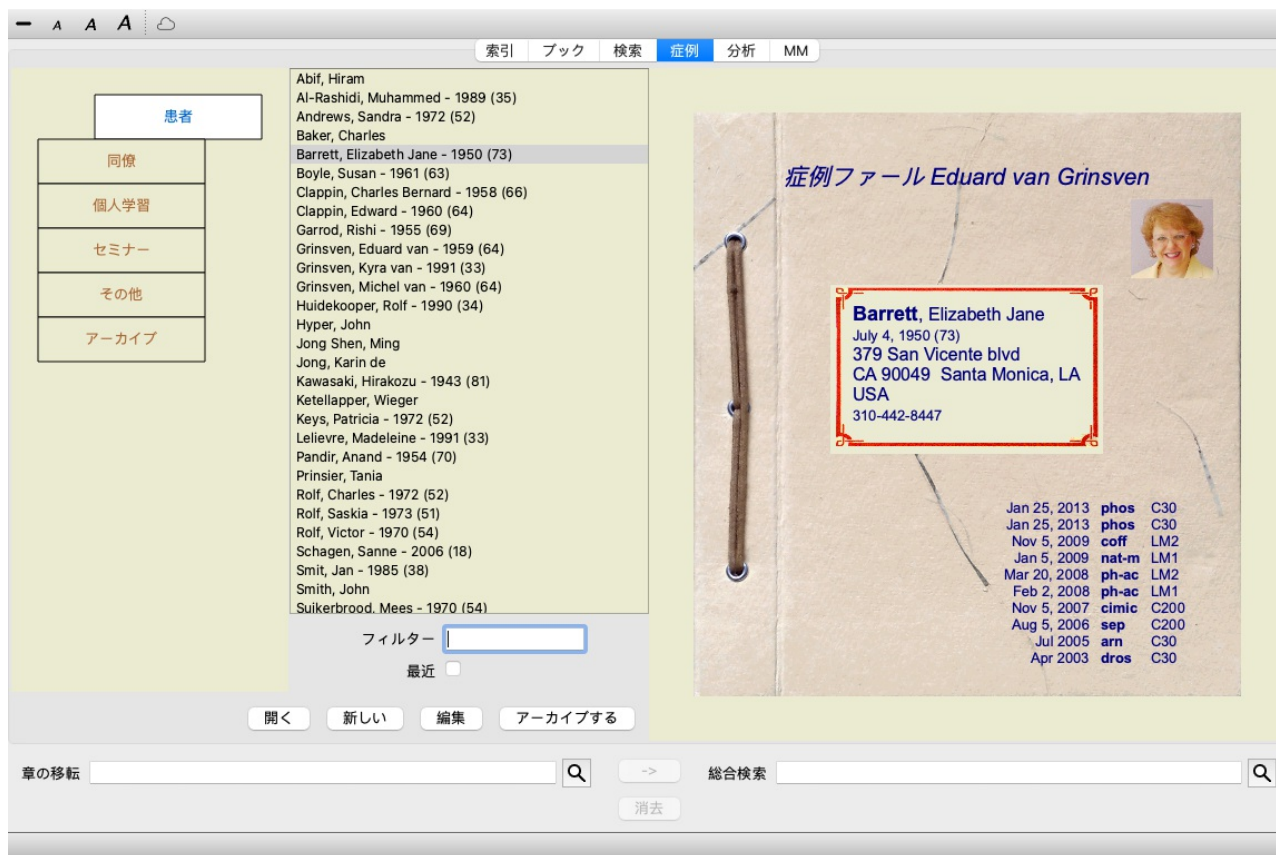 A A A
索引 ブック 検索 症例 分析 MM
患者
同僚
個人学習
セミナー
その他
アーカイブ
Abif, Hiram
Al-Rashidi, Muhammed - 1989 (35)
Andrews, Sandra - 1972 (52)
Baker, Charles
Barrett, Elizabeth Jane - 1950 (73)
Boyle, Susan - 1961 (63)
Clappin, Charles Bernard - 1958 (66)
Clappin, Edward - 1960 (64)
Garrod, Rishi - 1955 (69)
Grinsven, Eduard van - 1959 (64)
Grinsven, Kyra van - 1991 (33)
Grinsven, Michel van - 1960 (64)
Huidekooper, Rolf - 1990 (34)
Hyper, John
Jong Shen, Ming
Jong, Karin de
Kawasaki, Hirakozu - 1943 (81)
Ketellapper, Wieger
Keys, Patricia - 1972 (52)
Lelievre, Madeleine - 1991 (33)
Pandir, Anand - 1954 (70)
Prinsier, Tania
Rolf, Charles - 1972 (52)
Rolf, Saskia - 1973 (51)
Rolf, Victor - 1970 (54)
Schagen, Sanne - 2006 (18)
Smit, Jan - 1985 (38)
Smith, John
Suikerbrood, Mees - 1970 (54)
フィルター
最近
開く 新しい 編集 アーカイブする
症例ファール Eduard van Grinsven
Barrett, Elizabeth Jane
July 4, 1950 (73)
379 San Vicente blvd
CA 90049 Santa Monica, LA
USA
310-442-8447
Jan 25, 2013 phos C30
Jan 25, 2013 phos C30
Nov 5, 2009 coff LM2
Jan 5, 2009 nat-m LM1
Mar 20, 2008 ph-ac LM2
Feb 2, 2008 ph-ac LM1
Nov 5, 2007 cimic C200
Aug 5, 2006 sep C200
Jul 2005 arn C30
Apr 2003 dros C30
章の移転 -> 総合検索
消去